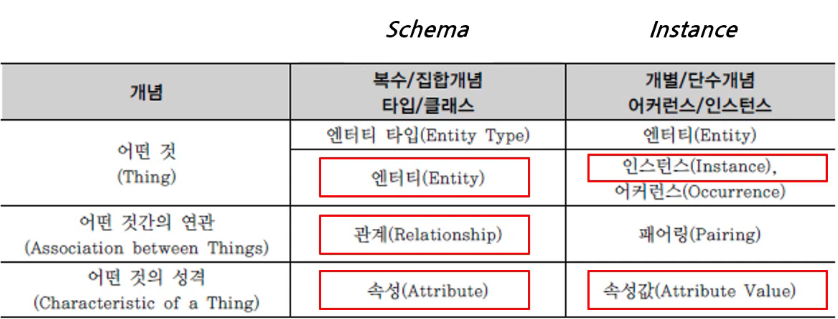 Schema Instance
개념 복수/집합개념 개별/단수개념
타입/클래스 어커런스/인스턴스
어떤 것
(Thing)
엔터티 타입(Entity Type) 엔터티(Entity)
엔터티(Entity) 인스턴스(Instance),
어커런스(Occurrence)
어떤 것간의 연관
(Association between Things)
관계(Relationship) 패어링(Pairing)
어떤 것의 성격
(Characteristic of a Thing)
속성(Attribute) 속성값(Attribute Value)